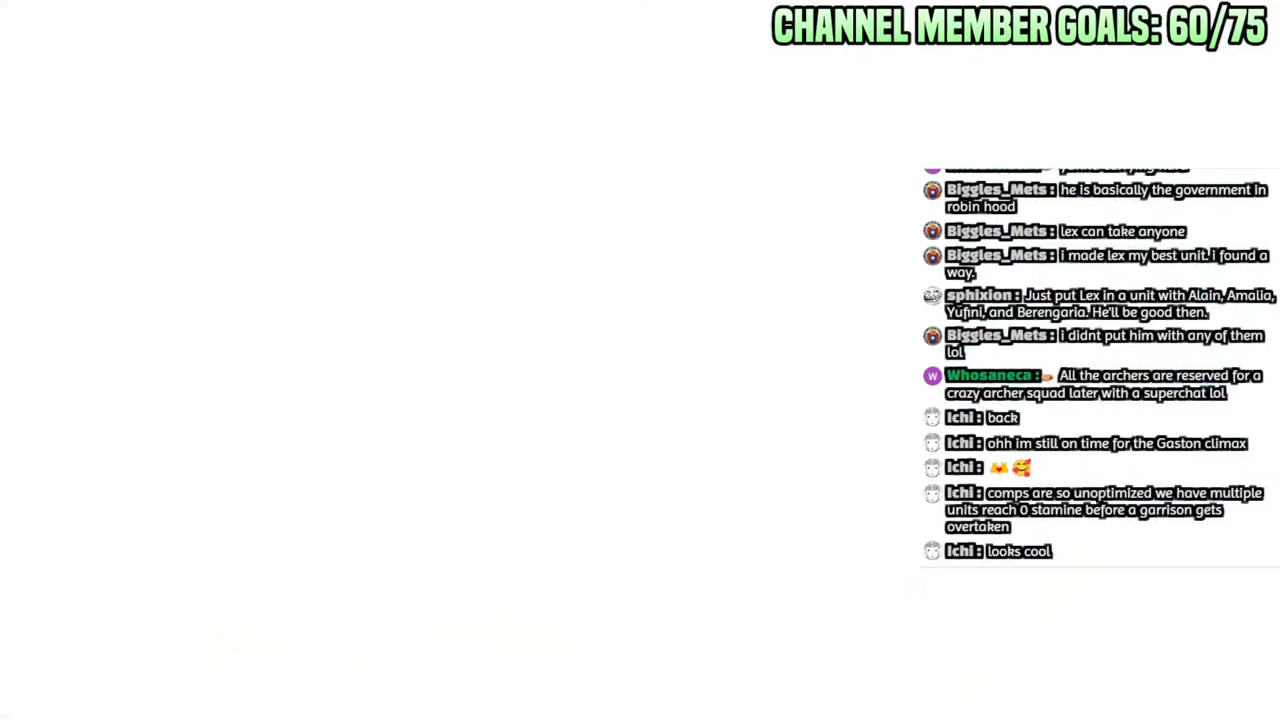 CHANNEL MEMBER GOALS: 60/75
Biggles_Mets : he is basically the government in
robin hood
Biggles_Mets : lex can take anyone
Biggles_Mets : i made lex my best unit. i found a
way.
sphixion : Just put Lex in a unit with Alain, Amalia,
Yufini, and Berengaria. He'll be good then.
Biggles_Mets : i didnt put him with any of them
lol
W Whosaneca : All the archers are reserved for a
crazy archer squad later with a superchat lol
Ichi : back
Ichi : ohh im still on time for the Gaston climax
Ichi :
Ichi : comps are so unoptimized we have multiple
units reach 0 stamine before a garrison gets
overtaken
Ichi : looks cool